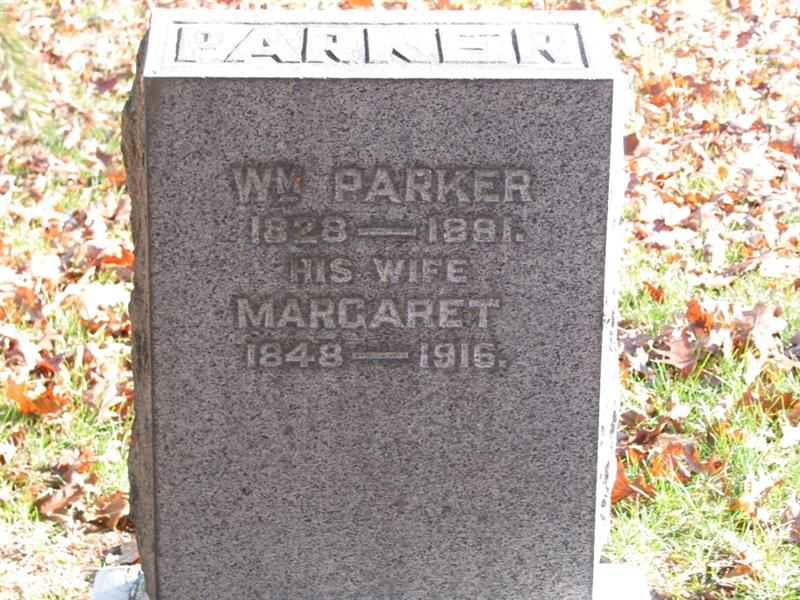 PARKER
WM PARKER
1828 — 1881.
HIS WIFE
MARGARET
1848 — 1916.